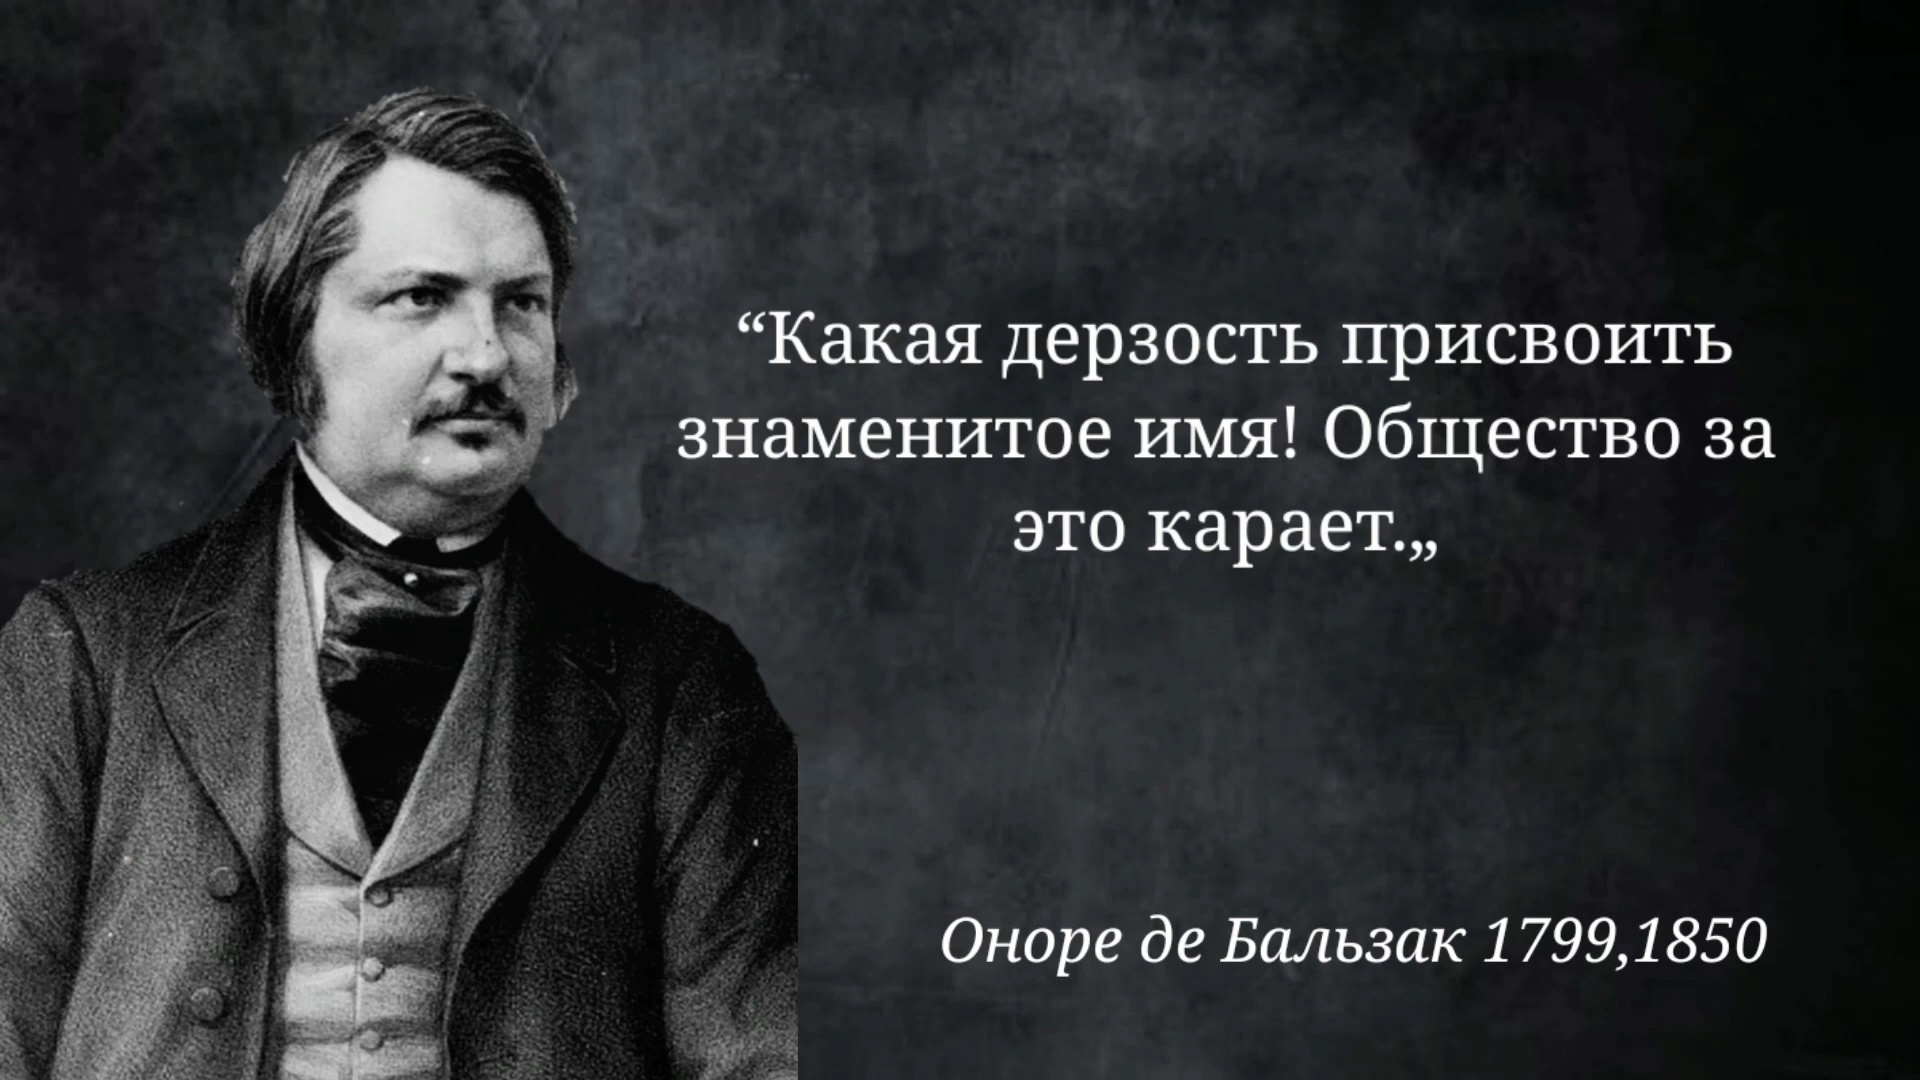 “Какая дерзость присвоить
знаменитое имя! Общество за
это карает.„
Оноре де Бальзак 1799,1850